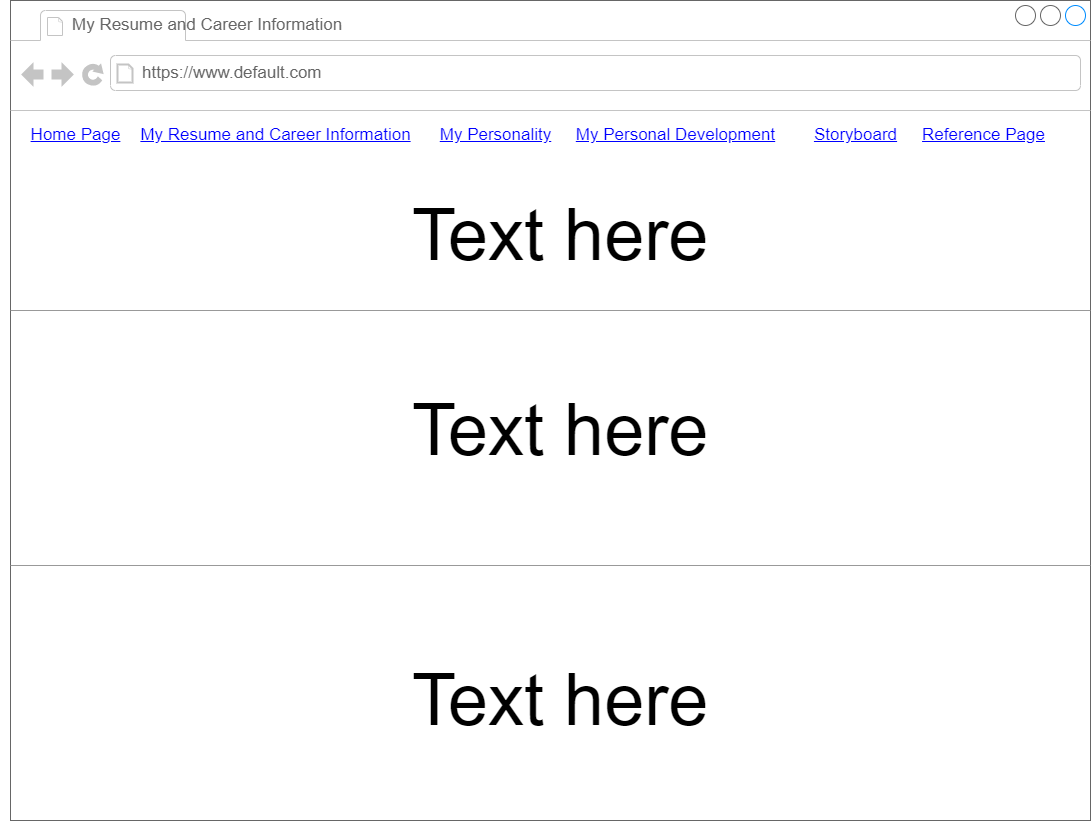 My Resume and Career Information
https://www.default.com
Home Page My Resume and Career Information My Personality My Personal Development Storyboard Reference Page
Text here
Text here
Text here